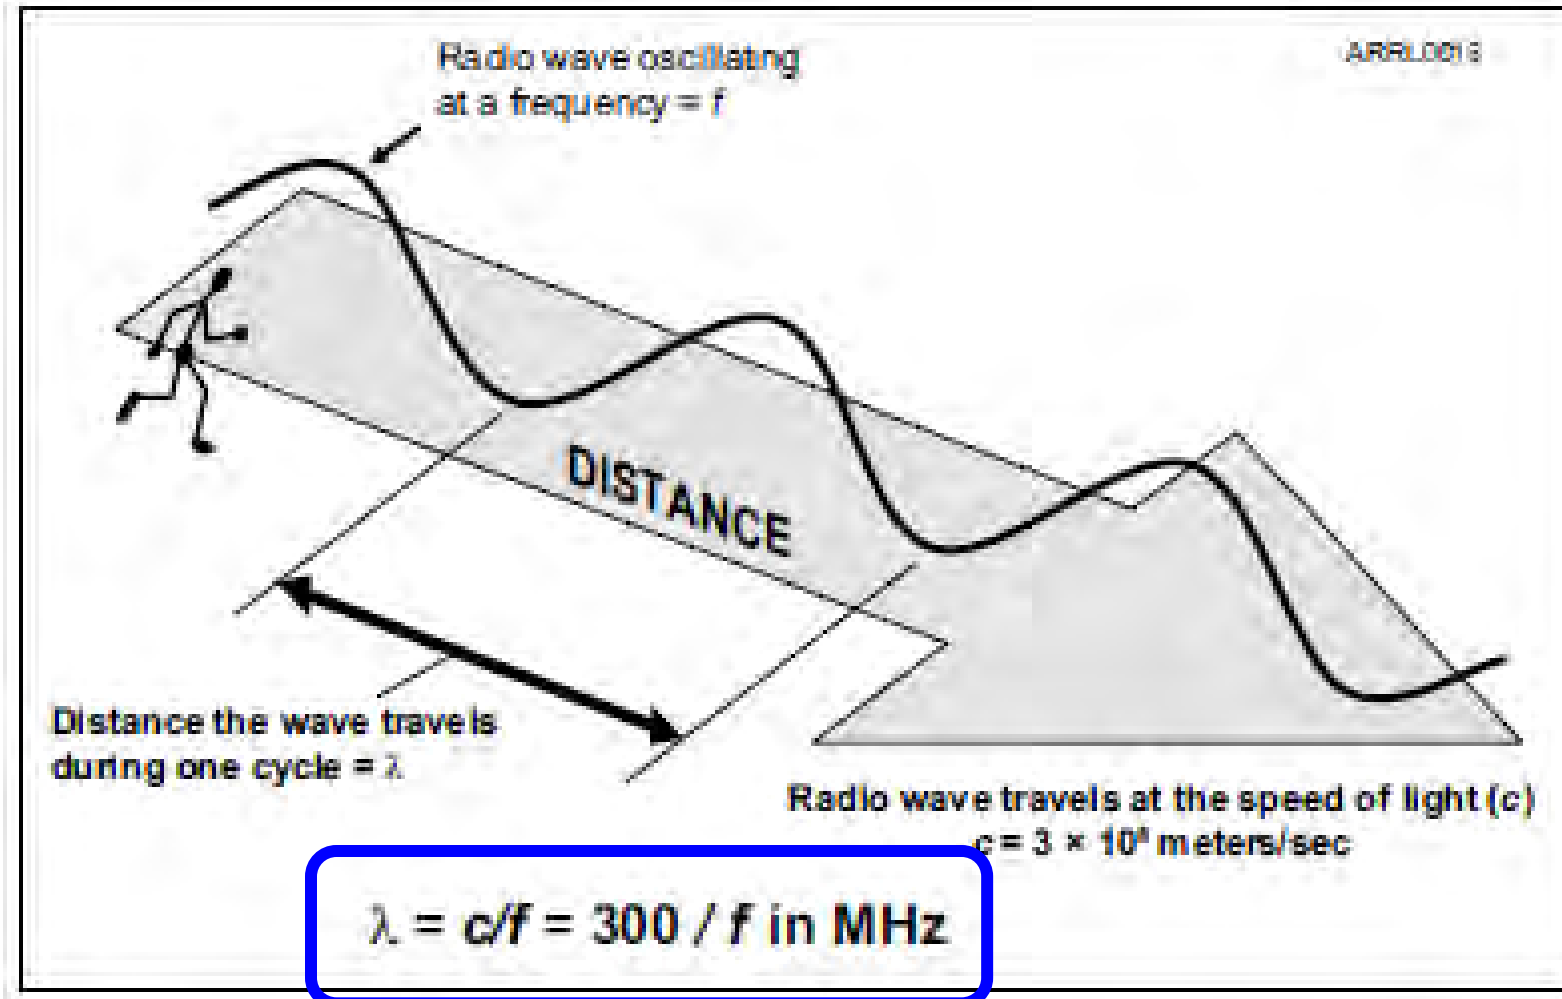 Radio wave oscillating
at a frequency = f
ARRL0018
DISTANCE
Distance the wave travels
during one cycle = λ
Radio wave travels at the speed of light (c)
c = 3 × 10⁸ meters/sec
λ = c/f = 300 / f in MHz